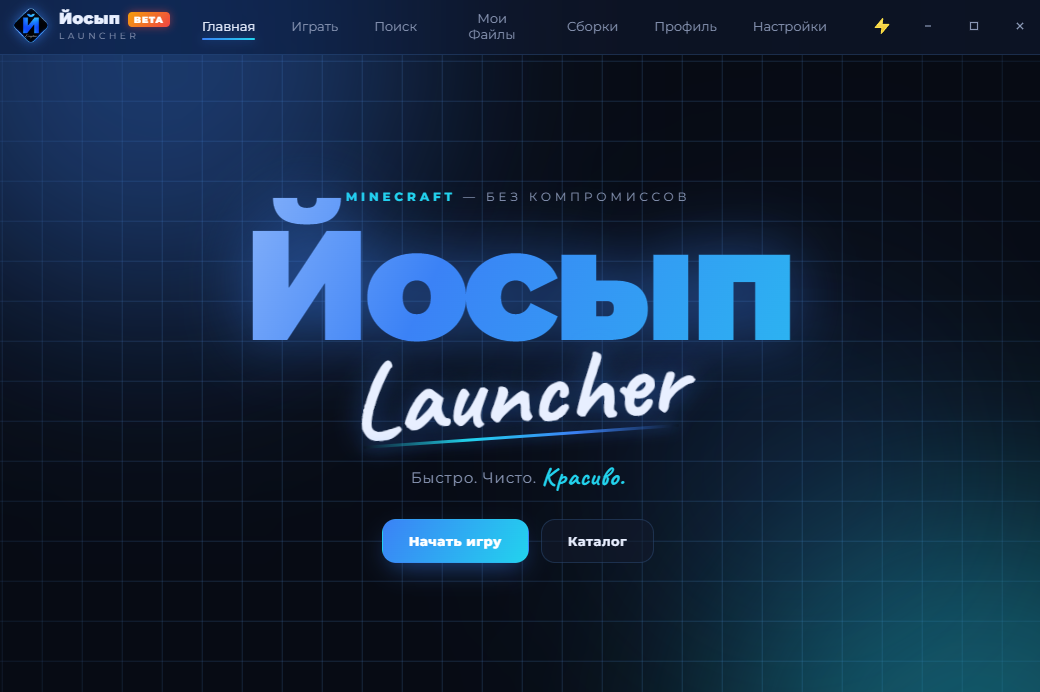 Йосып BETA
LAUNCHER
Главная Играть Поиск Мои Файлы Сборки Профиль Настройки
MINECRAFT — БЕЗ КОМПРОМИССОВ
Йосып
Launcher
Быстро. Чисто. Красиво.
Начать игру Каталог